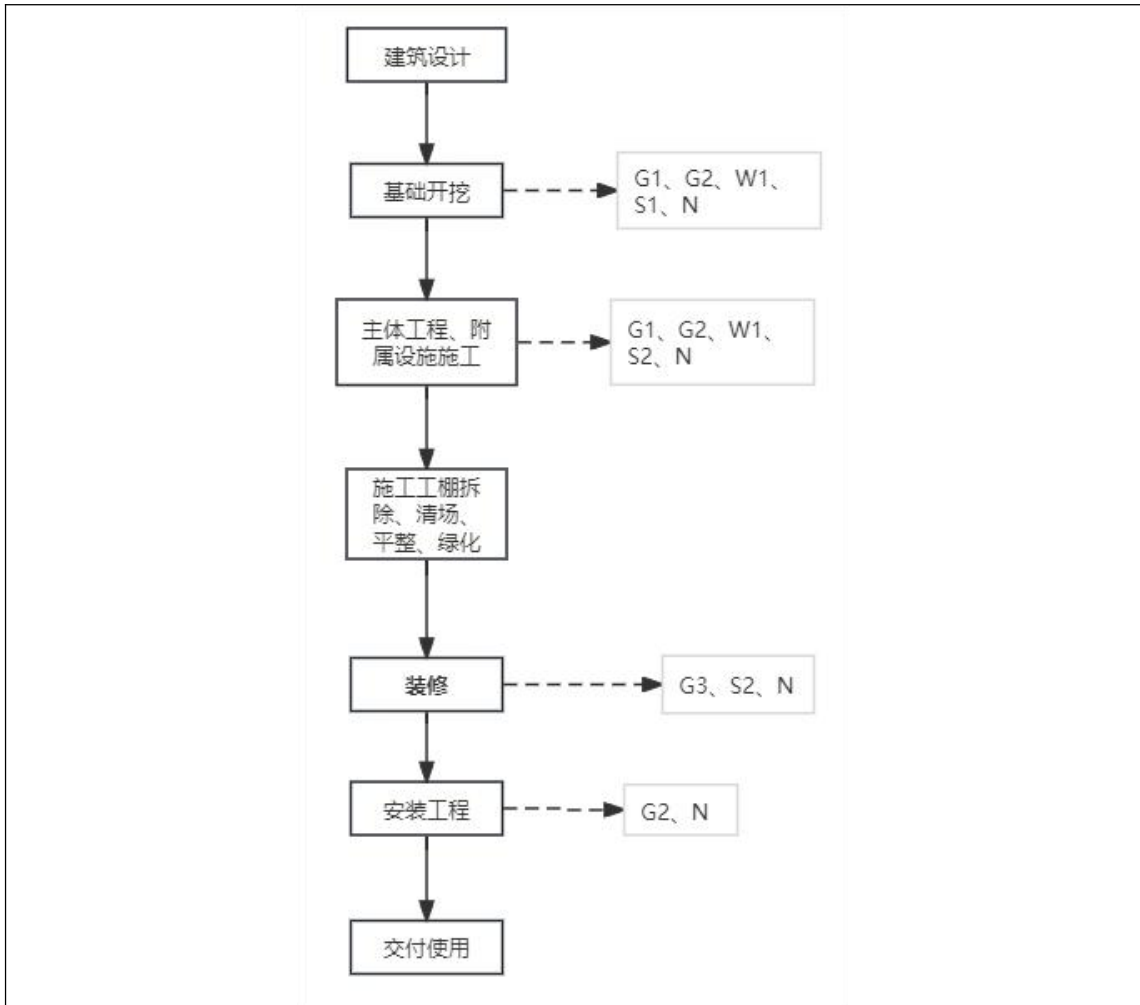 建筑设计
基础开挖
G1、G2、W1、
S1、N
主体工程、附
属设施施工
G1、G2、W1、
S2、N
施工工棚拆
除、清场、
平整、绿化
装修
G3、S2、N
安装工程
G2、N
交付使用